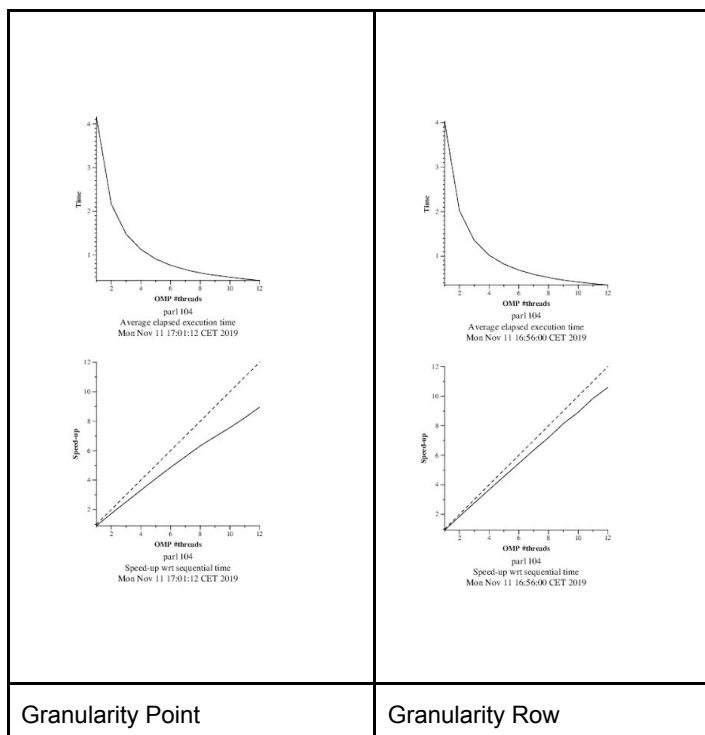 4
3
2
1
Time
2 4 6 8 10 12
OMP #threads
par1104
Average elapsed execution time
Mon Nov 11 17:01:12 CET 2019
12
10
8
6
4
2
Speed-up
2 4 6 8 10 12
OMP #threads
par1104
Speed-up wrt sequential time
Mon Nov 11 17:01:12 CET 2019
Granularity Point
4
3
2
1
Time
2 4 6 8 10 12
OMP #threads
par1104
Average elapsed execution time
Mon Nov 11 16:56:00 CET 2019
12
10
8
6
4
2
Speed-up
2 4 6 8 10 12
OMP #threads
par1104
Speed-up wrt sequential time
Mon Nov 11 16:56:00 CET 2019
Granularity Row